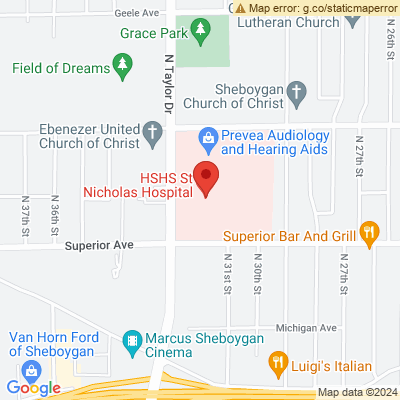 Map error: g.co/staticmaperror
Geele Ave
Lutheran Church
Grace Park
N 26th St
Field of Dreams
N Taylor Dr
Sheboygan
Church of Christ
Ebenezer United
Church of Christ
Prevea Audiology
and Hearing Aids
N 27th St
HSHS St
Nicholas Hospital
N 37th St
N 36th St
Superior Ave
Superior Bar And Grill
N 31st St
N 30th St
N 27th St
Michigan Ave
Van Horn Ford
of Sheboygan
Marcus Sheboygan
Cinema
Luigi's Italian
Google
Map data ©2024